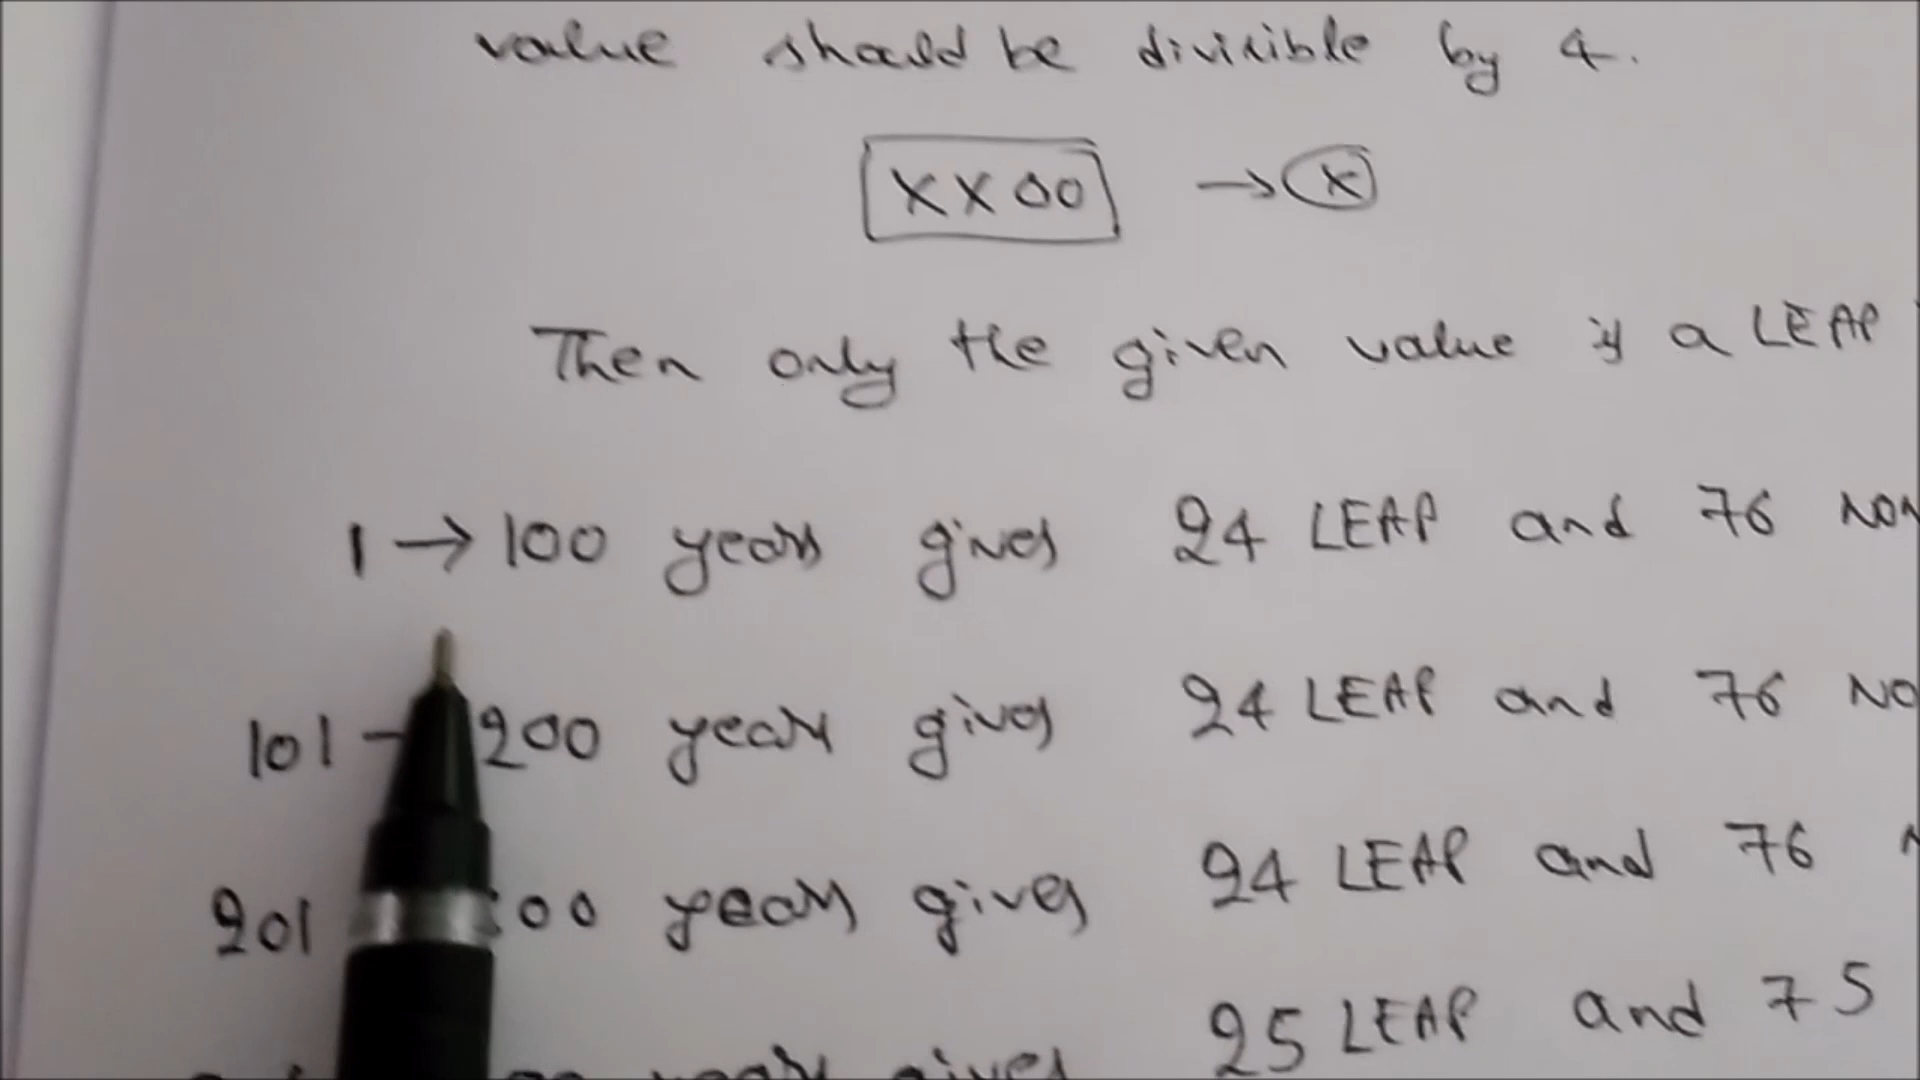 value should be divisible by 4.
XX00 → X
Then only the given value is a LEAP
1 → 100 years gives 24 LEAP and 76 NON
101 - 200 years gives 24 LEAP and 76 NO
201 00 years gives 24 LEAP and 76
years gives 25 LEAP and 75